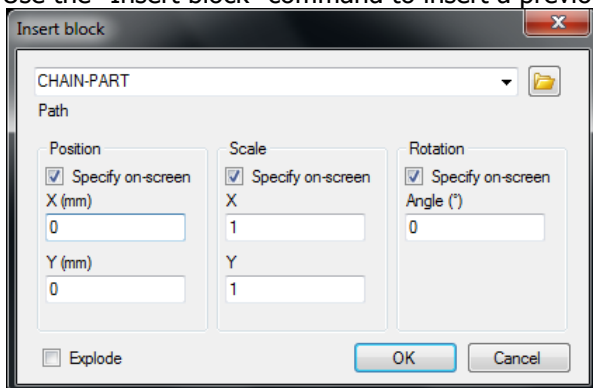 Use the "Insert block" command to insert a previo
Insert block
CHAIN-PART
Path
Position
Specify on-screen
X (mm)
0
Y (mm)
0
Scale
Specify on-screen
X
1
Y
1
Rotation
Specify on-screen
Angle (°)
0
Explode
OK
Cancel